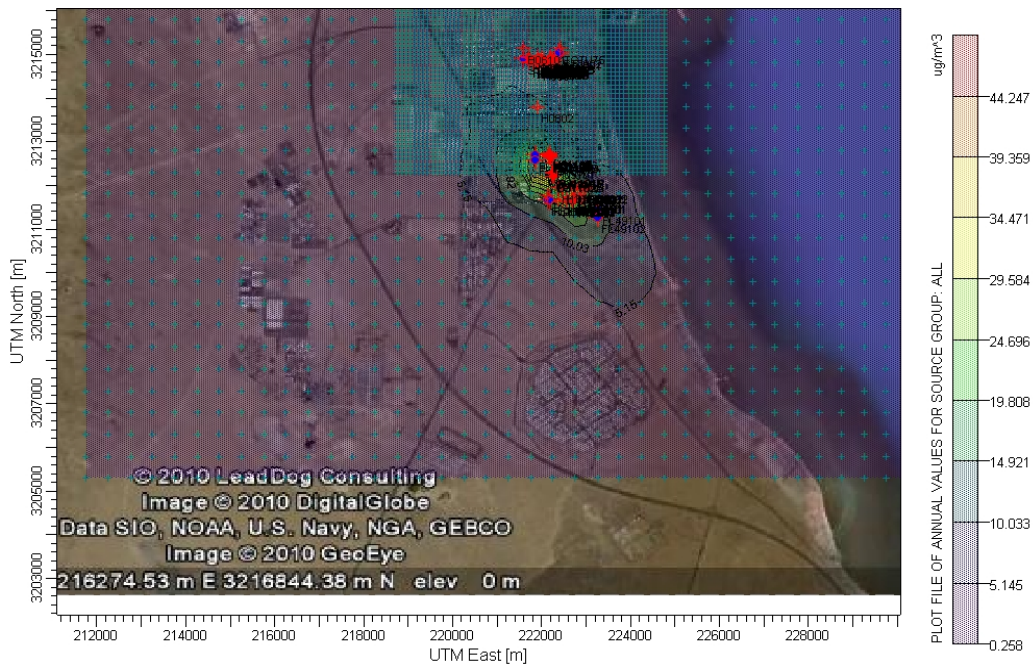 ug/m^3
44.247
39.359
34.471
29.584
24.696
19.808
14.921
10.033
5.145
0.258
PLOT FILE OF ANNUAL VALUES FOR SOURCE GROUP: ALL
H0802
FE49102
10.03
5.15
UTM North [m]
3215000
3213000
3211000
3209000
3207000
3205000
3203000
© 2010 LeadDog Consulting
Image © 2010 DigitalGlobe
Data SIO, NOAA, U.S. Navy, NGA, GEBCO
Image © 2010 GeoEye
216274.53 m E 3216844.38 m N elev 0 m
212000 214000 216000 218000 220000 222000 224000 226000 228000
UTM East [m]